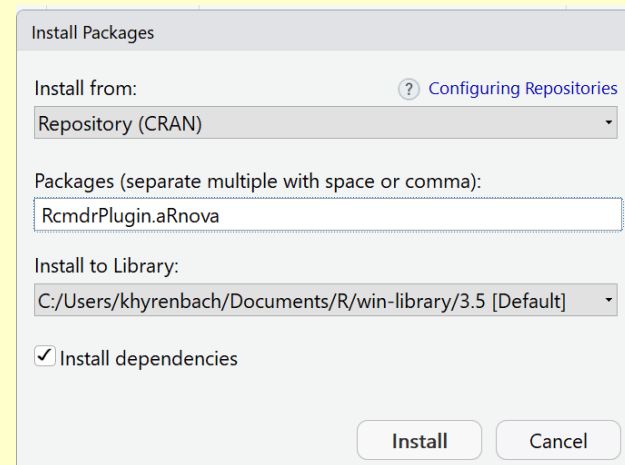 Install Packages
Install from:
? Configuring Repositories
Repository (CRAN)
Packages (separate multiple with space or comma):
RcmdrPlugin.aRnova
Install to Library:
C:/Users/khyrenbach/Documents/R/win-library/3.5 [Default]
Install dependencies
Install
Cancel